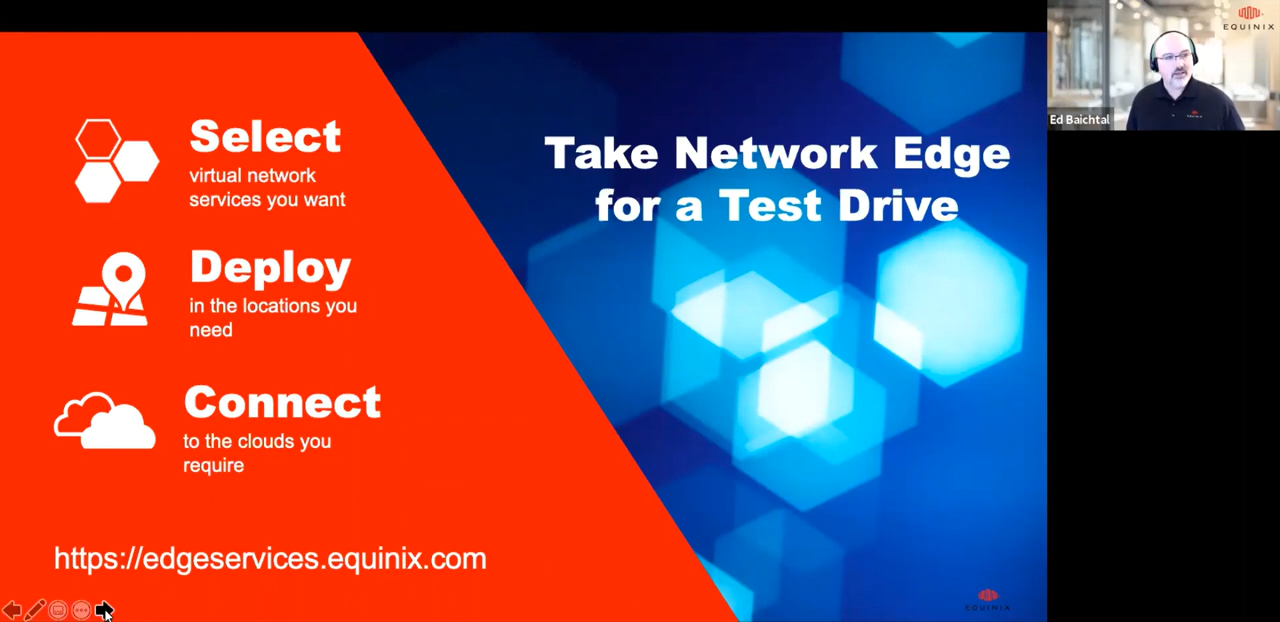 Select
virtual network
services you want
Deploy
in the locations you
need
Connect
to the clouds you
require
https://edgeservices.equinix.com
Take Network Edge
for a Test Drive
EQUINIX
EQUINIX
Ed Baichtal